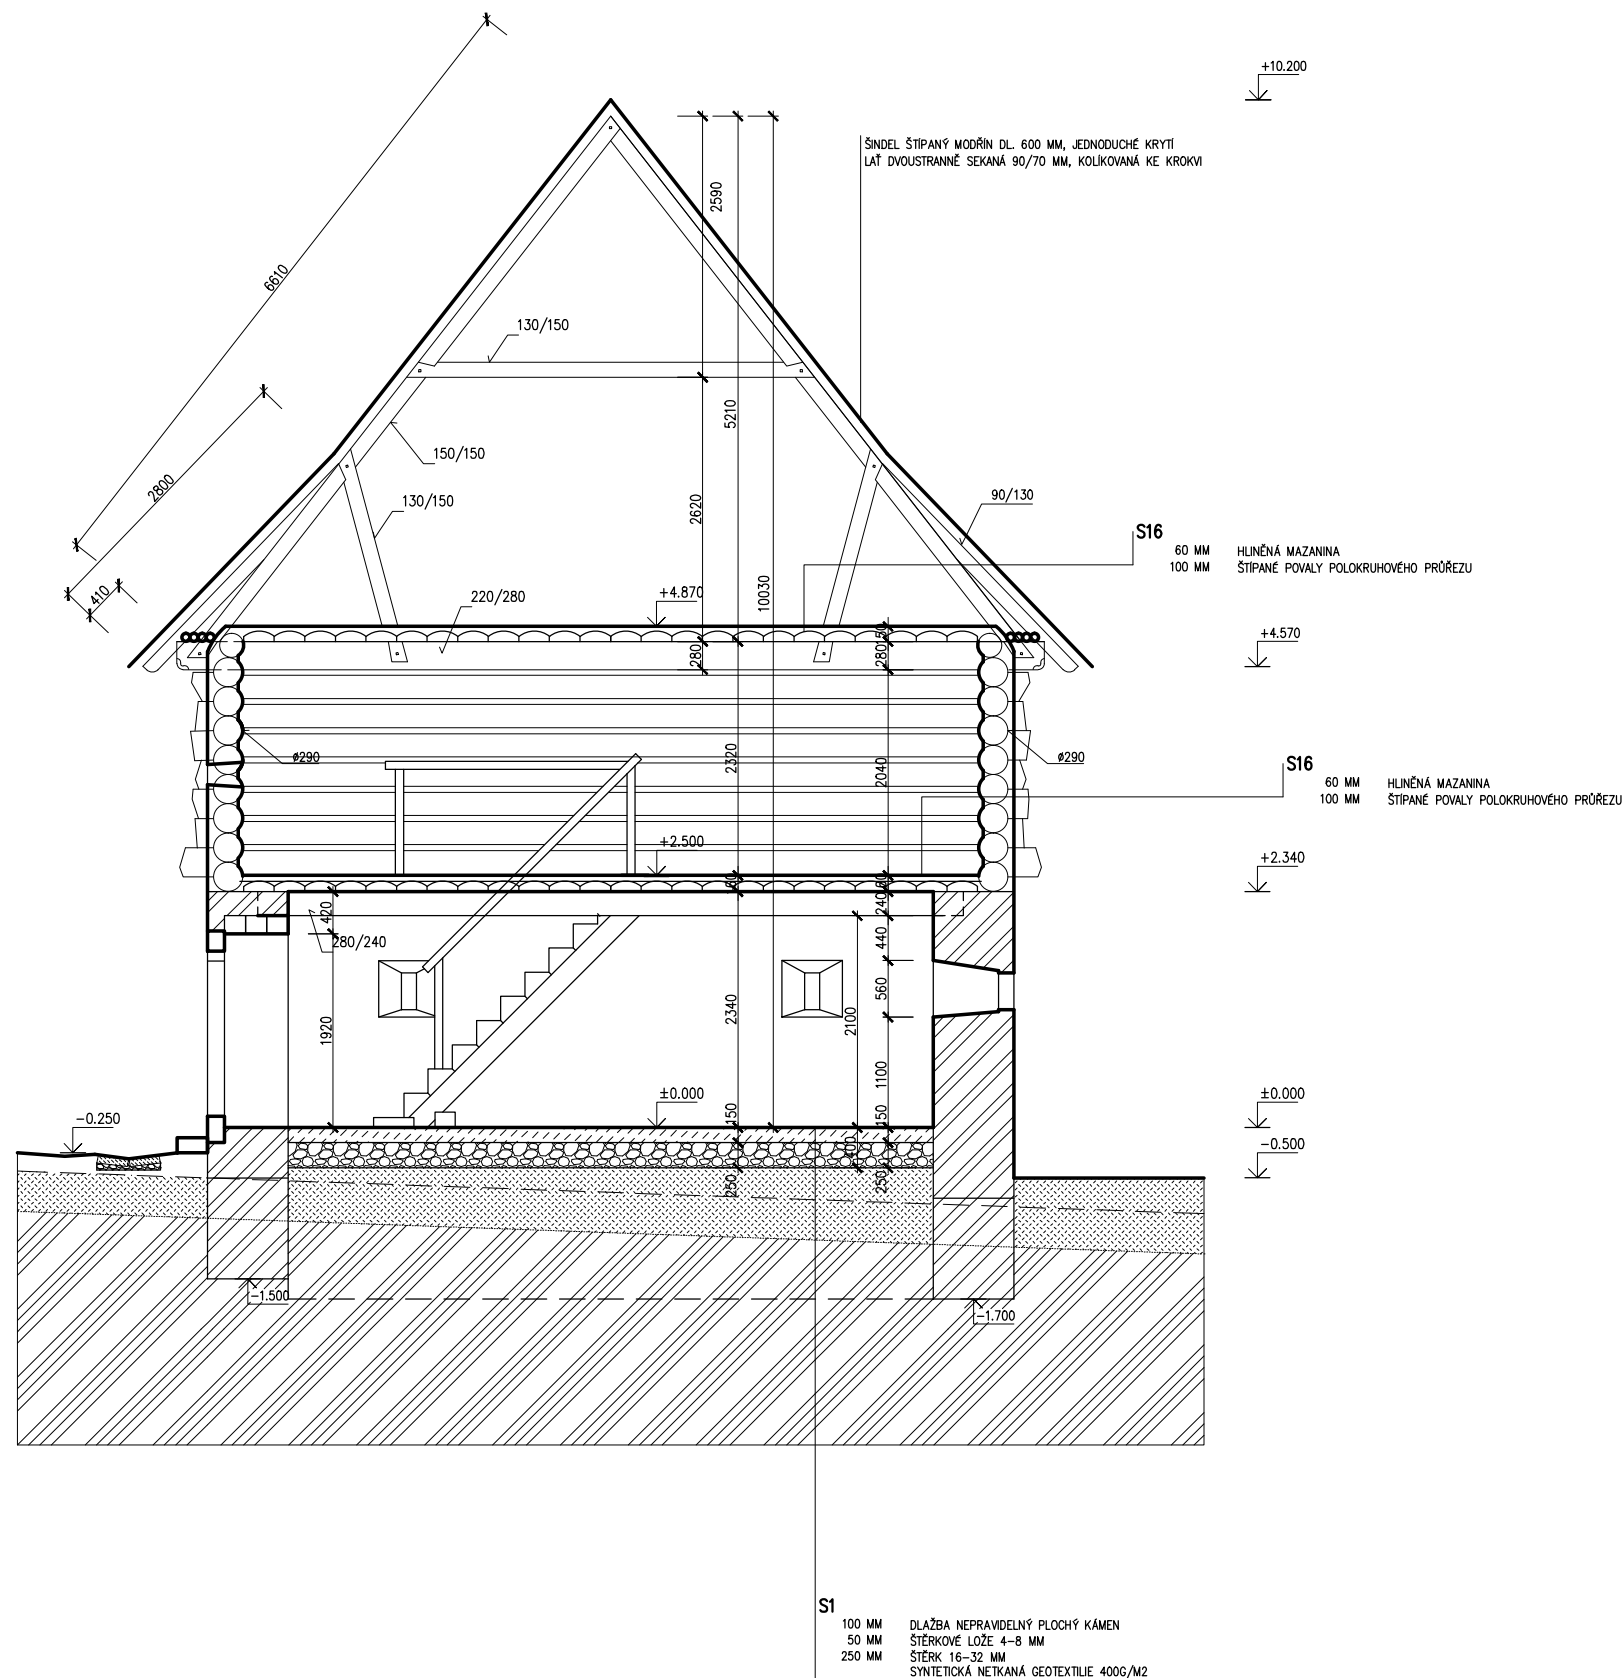 +10.200
ŠINDEL ŠTÍPANÝ MODŘÍN DL. 600 MM, JEDNODUCHÉ KRYTÍ
LAŤ DVOUSTRANNĚ SEKANÁ 90/70 MM, KOLÍKOVANÁ KE KROKVI
2590
6610
130/150
5210
150/150
2800
130/150
2620
90/130
S16
60 MM HLINĚNÁ MAZANINA
100 MM ŠTÍPANÉ POVALY POLOKRUHOVÉHO PRŮŘEZU
410
220/280
+4.870
10030
150
+4.570
280
280
ø290
2320
2040
ø290
S16
60 MM HLINĚNÁ MAZANINA
100 MM ŠTÍPANÉ POVALY POLOKRUHOVÉHO PRŮŘEZU
+2.500
+2.340
60
60
240
420
280/240
440
560
2340
2100
1920
1100
±0.000
±0.000
-0.250
150
150
400
-0.500
250
250
-1.500
-1.700
S1
100 MM DLAŽBA NEPRAVIDELNÝ PLOCHÝ KÁMEN
50 MM ŠTĚRKOVÉ LOŽE 4-8 MM
250 MM ŠTĚRK 16-32 MM
SYNTETICKÁ NETKANÁ GEOTEXTILIE 400G/M2